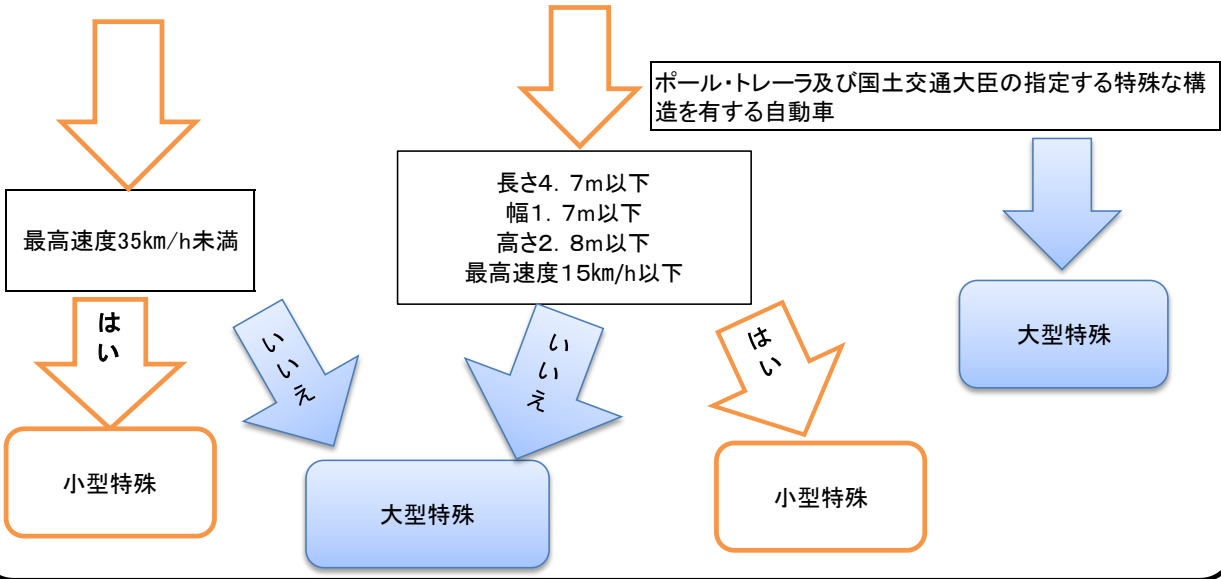 ポール・トレーラ及び国土交通大臣の指定する特殊な構
造を有する自動車
長さ4．7m以下
幅1．7m以下
高さ2．8m以下
最高速度15km/h以下
最高速度35km/h未満
はい
いいえ
いいえ
はい
大型特殊
小型特殊
大型特殊
小型特殊